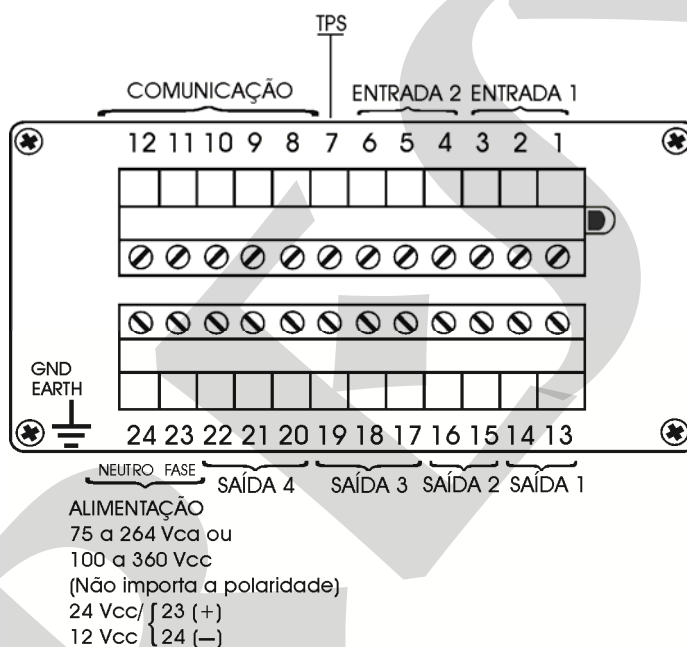 TPS
COMUNICAÇÃO ENTRADA 2 ENTRADA 1
12 11 10 9 8 7 6 5 4 3 2 1
GND
EARTH
24 23 22 21 20 19 18 17 16 15 14 13
NEUTRO FASE SAÍDA 4 SAÍDA 3 SAÍDA 2 SAÍDA 1
ALIMENTAÇÃO
75 a 264 Vca ou
100 a 360 Vcc
(Não importa a polaridade)
24 Vcc/ 23 (+)
12 Vcc 24 (—)